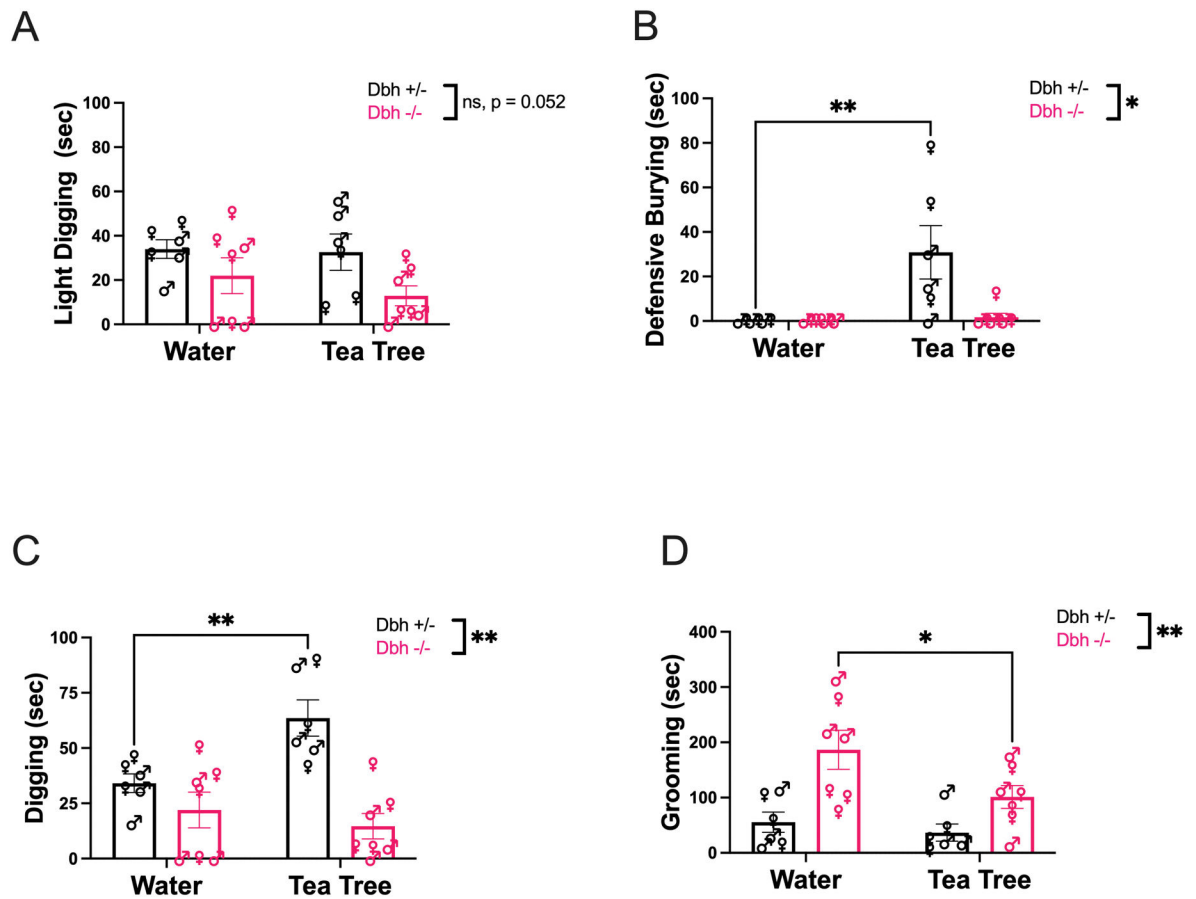 A
Dbh +/-
Dbh -/-
ns, p = 0.052
Light Digging (sec)
100
80
60
40
20
0
Water
Tea Tree
B
Dbh +/-
Dbh -/-
*
**
Defensive Burying (sec)
100
80
60
40
20
0
Water
Tea Tree
C
Dbh +/-
Dbh -/-
**
**
Digging (sec)
100
75
50
25
0
Water
Tea Tree
D
Dbh +/-
Dbh -/-
**
*
Grooming (sec)
400
300
200
100
0
Water
Tea Tree